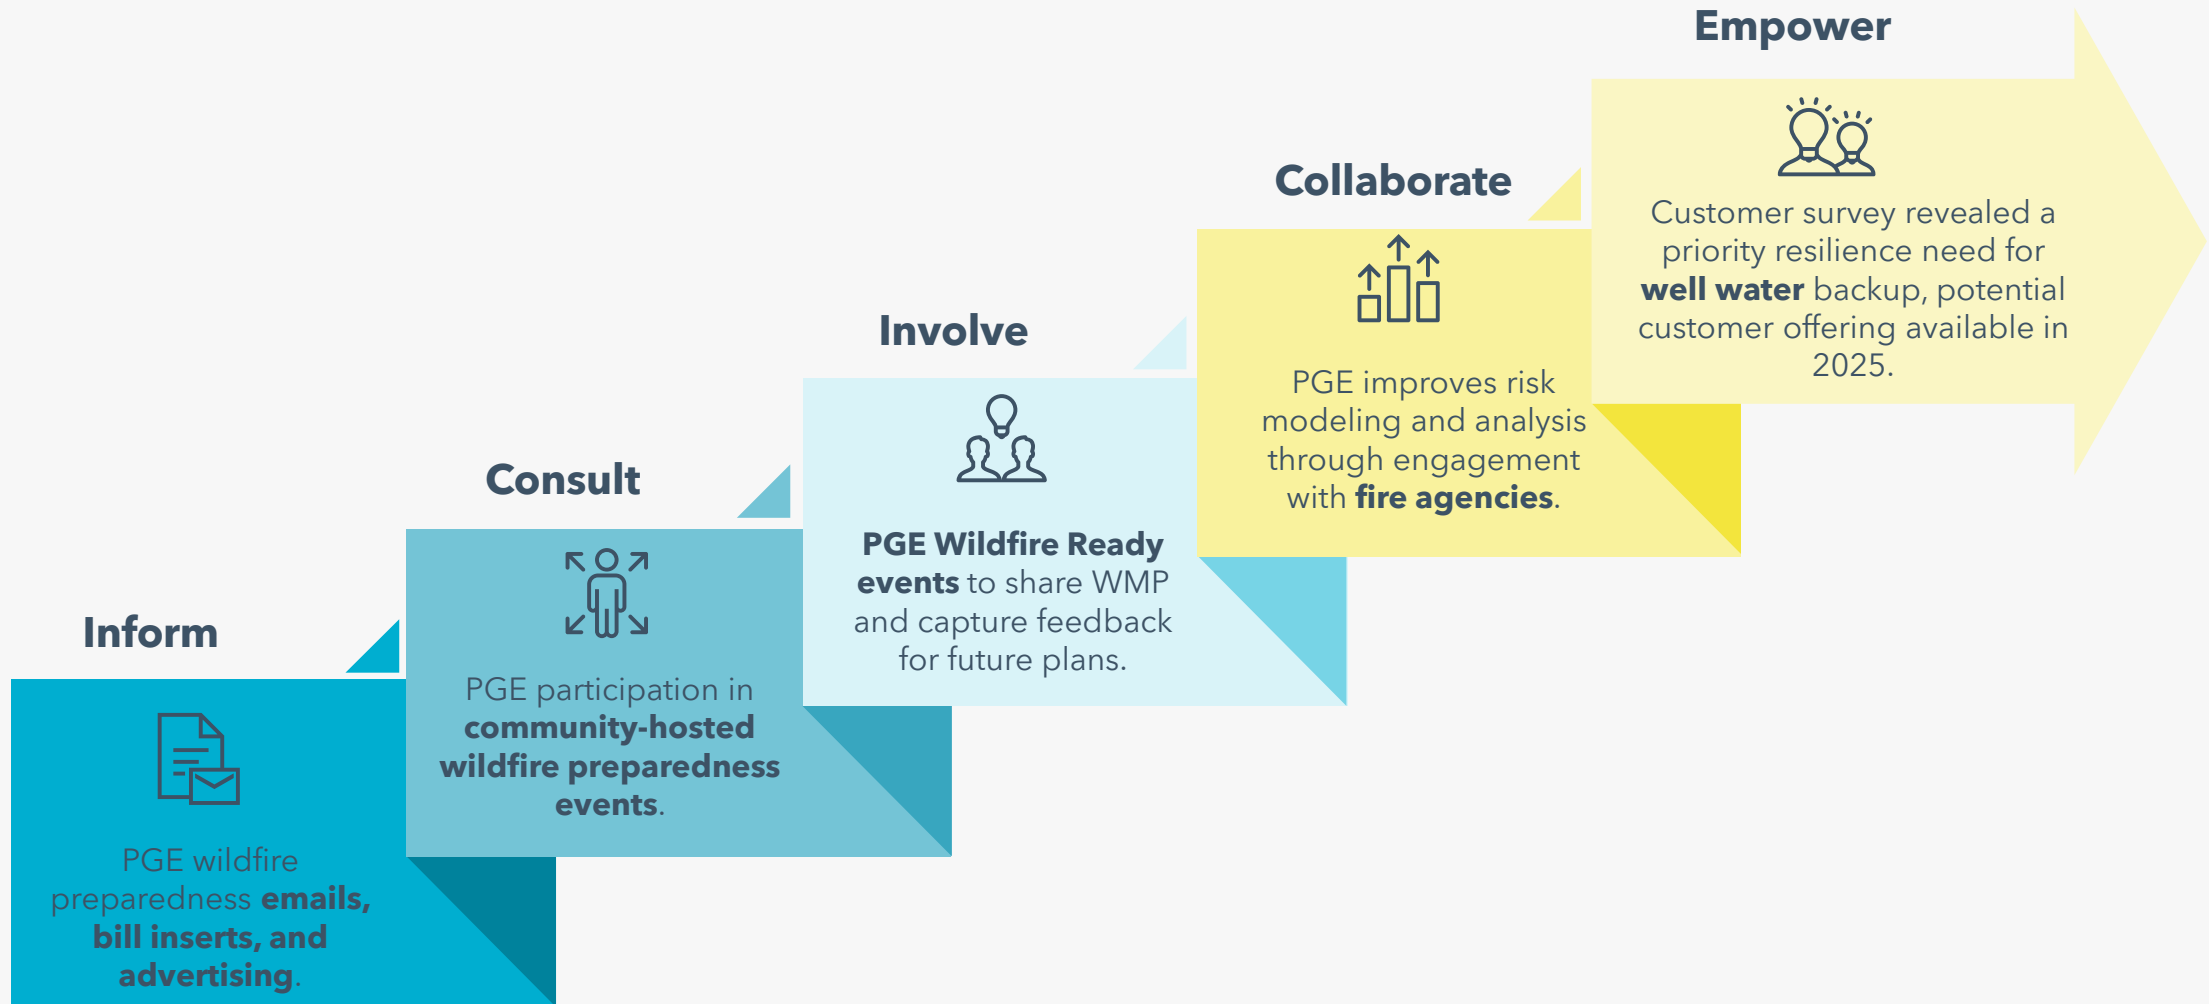 Inform
PGE wildfire
preparedness emails,
bill inserts, and
advertising.
Consult
PGE participation in
community-hosted
wildfire preparedness
events.
Involve
PGE Wildfire Ready
events to share WMP
and capture feedback
for future plans.
Collaborate
PGE improves risk
modeling and analysis
through engagement
with fire agencies.
Empower
Customer survey revealed a
priority resilience need for
well water backup, potential
customer offering available in
2025.